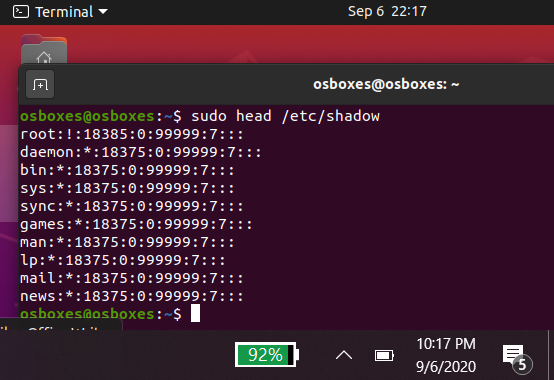 Terminal
Sep 6 22:17
osboxes@osboxes: ~
osboxes@osboxes:~$ sudo head /etc/shadow
root:!:18385:0:99999:7:::
daemon:*:18375:0:99999:7:::
bin:*:18375:0:99999:7:::
sys:*:18375:0:99999:7:::
sync:*:18375:0:99999:7:::
games:*:18375:0:99999:7:::
man:*:18375:0:99999:7:::
lp:*:18375:0:99999:7:::
mail:*:18375:0:99999:7:::
news:*:18375:0:99999:7:::
osboxes@osboxes:~$
92%
10:17 PM
9/6/2020
5